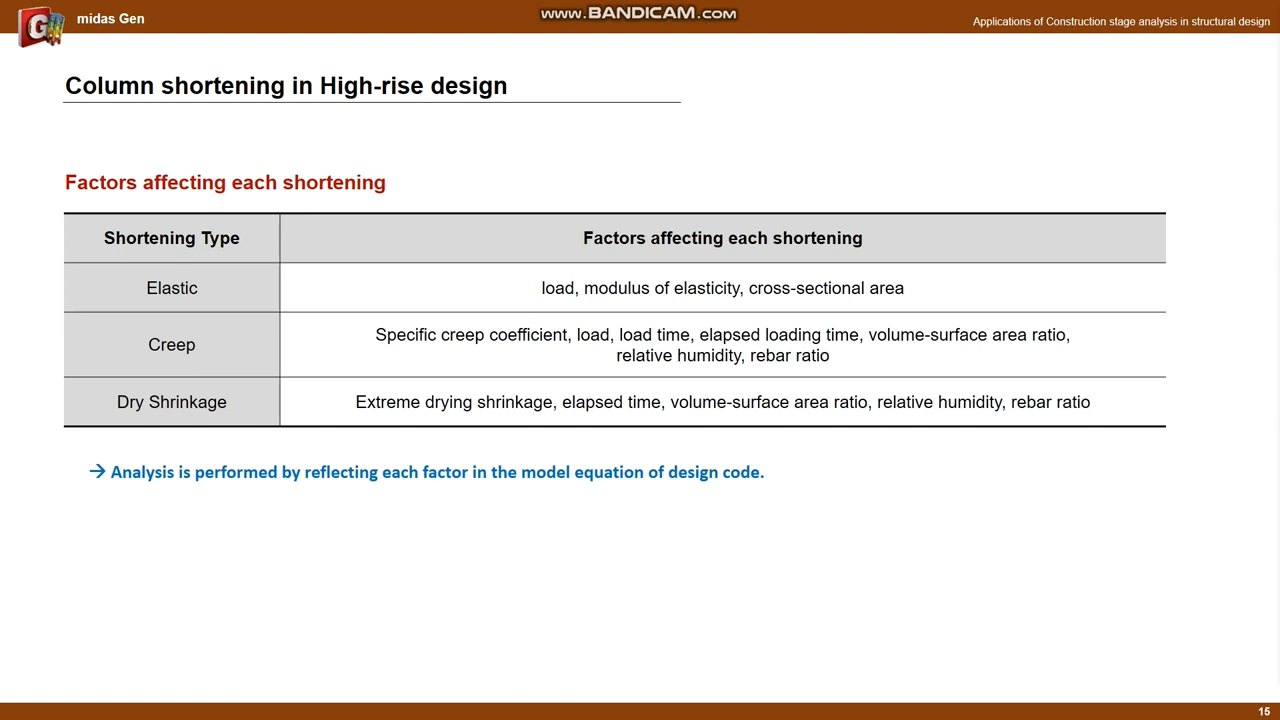 www.BANDICAM.com
midas Gen
Applications of Construction stage analysis in structural design
Column shortening in High-rise design
Factors affecting each shortening
Shortening Type
Factors affecting each shortening
Elastic
load, modulus of elasticity, cross-sectional area
Creep
Specific creep coefficient, load, load time, elapsed loading time, volume-surface area ratio,
relative humidity, rebar ratio
Dry Shrinkage
Extreme drying shrinkage, elapsed time, volume-surface area ratio, relative humidity, rebar ratio
→ Analysis is performed by reflecting each factor in the model equation of design code.
15